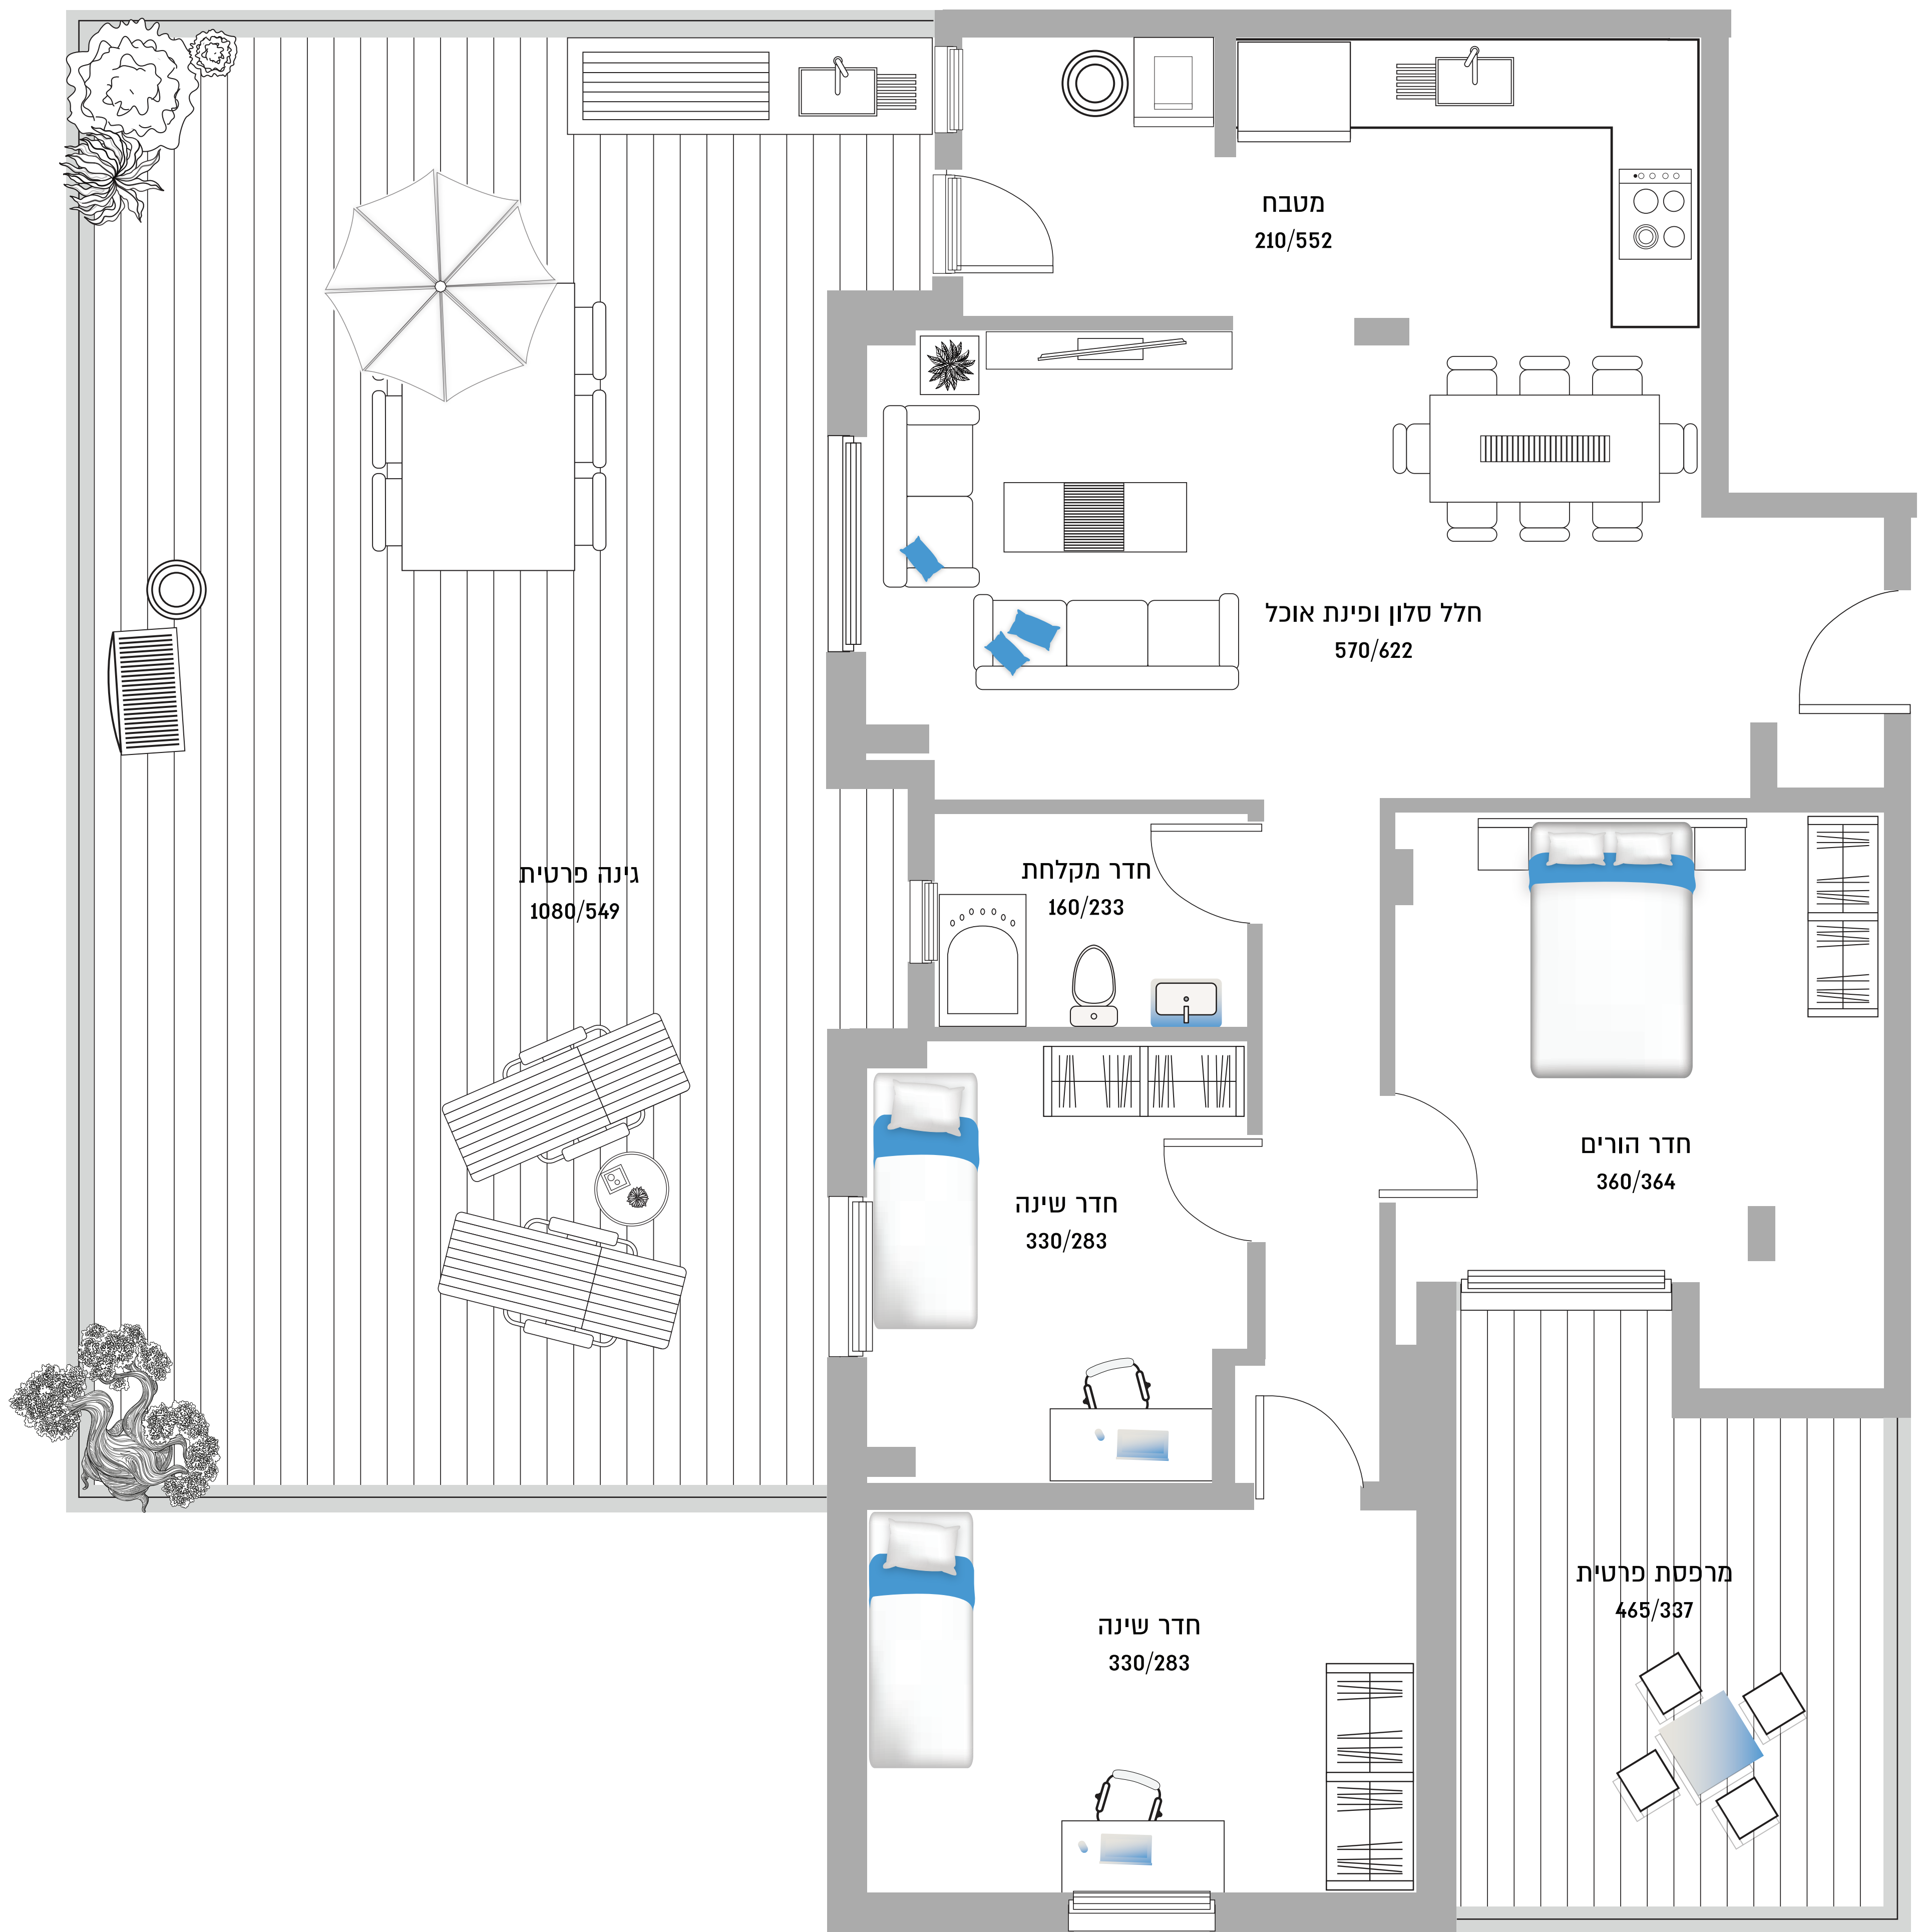 מטבח
210/552
חלל סלון ופינת אוכל
570/622
חדר מקלחת
160/233
גינה פרטית
1080/549
חדר הורים
360/364
חדר שינה
330/283
מרפסת פרטית
465/337
חדר שינה
330/283